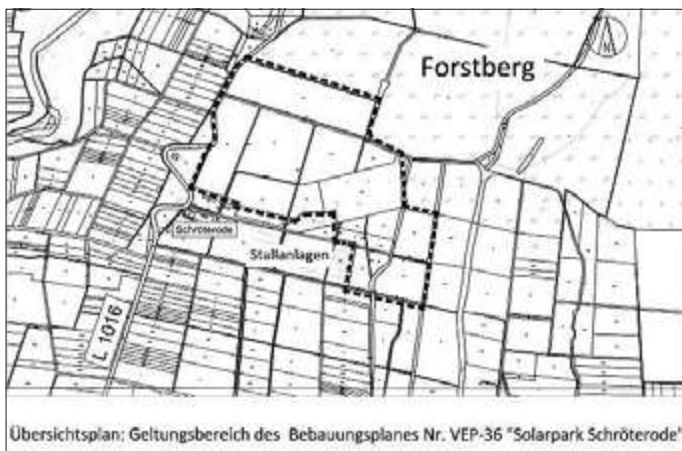 Forstberg
N
Schröterode
Stallanlagen
L 1016
Übersichtsplan: Geltungsbereich des Bebauungsplanes Nr. VEP-36 "Solarpark Schröterode"